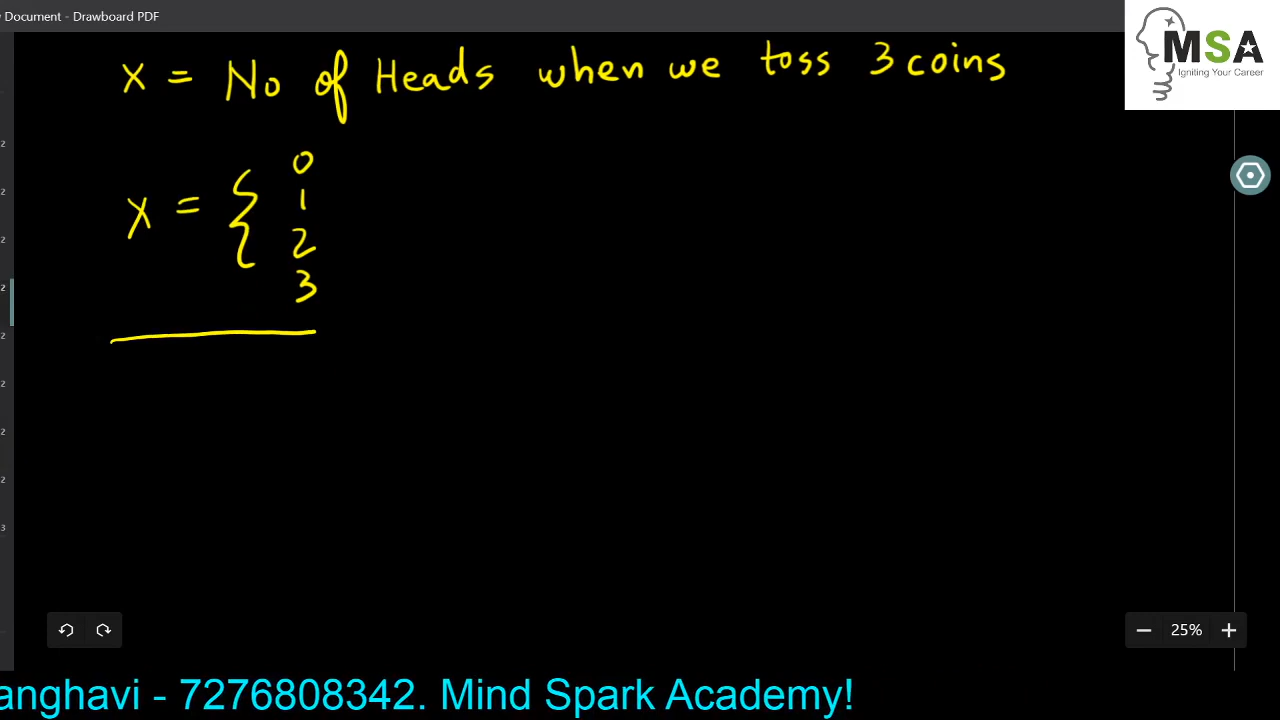 Document - Drawboard PDF
MSA
Igniting Your Career
X = No of Heads when we toss 3 coins
X = { 0
1
2
3
25%
anghavi - 7276808342. Mind Spark Academy!